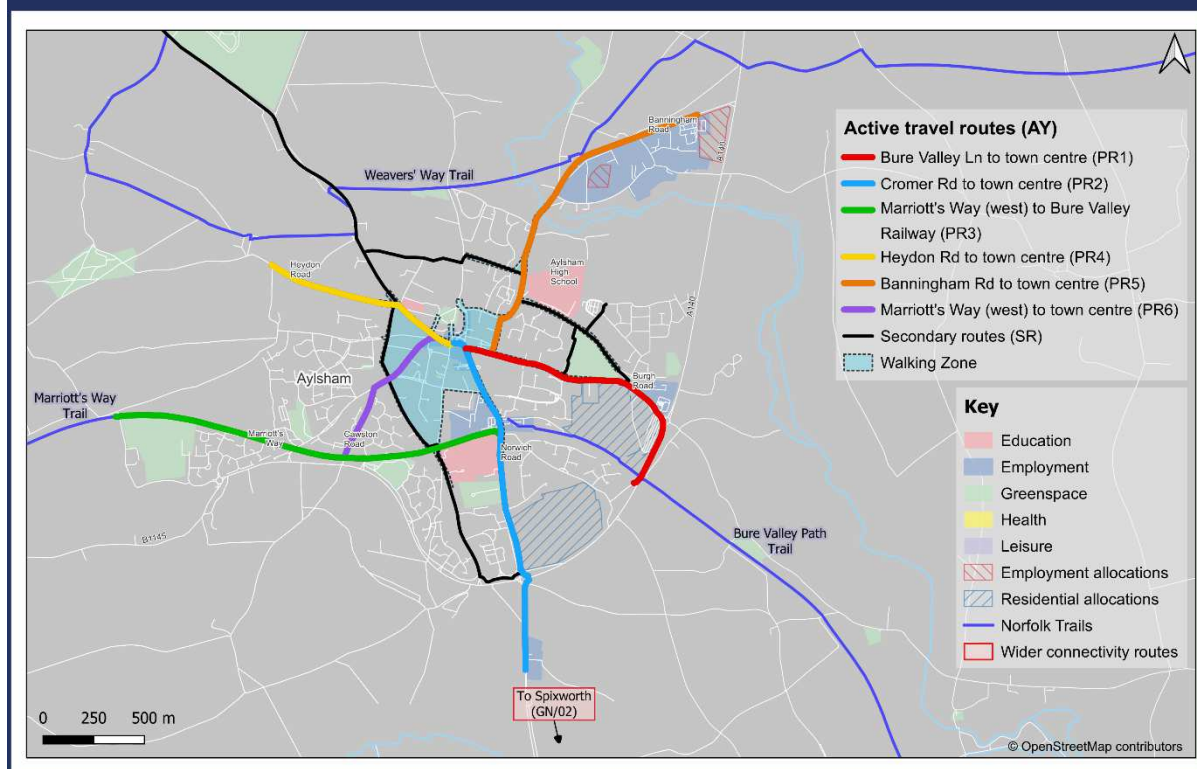 Banningham
Road
A140
Weavers' Way Trail
Heydon
Road
Aylsham
High
School
A140
Aylsham
Burgh
Road
Marriott's Way
Trail
Marriott's
Way
Cawston
Road
Norwich
Road
B1145
Bure Valley Path
Trail
To Spixworth
(GN/02)
0 250 500 m
Active travel routes (AY)
Bure Valley Ln to town centre (PR1)
Cromer Rd to town centre (PR2)
Marriott's Way (west) to Bure Valley
Railway (PR3)
Heydon Rd to town centre (PR4)
Banningham Rd to town centre (PR5)
Marriott's Way (west) to town centre (PR6)
Secondary routes (SR)
Walking Zone
Key
Education
Employment
Greenspace
Health
Leisure
Employment allocations
Residential allocations
Norfolk Trails
Wider connectivity routes
© OpenStreetMap contributors